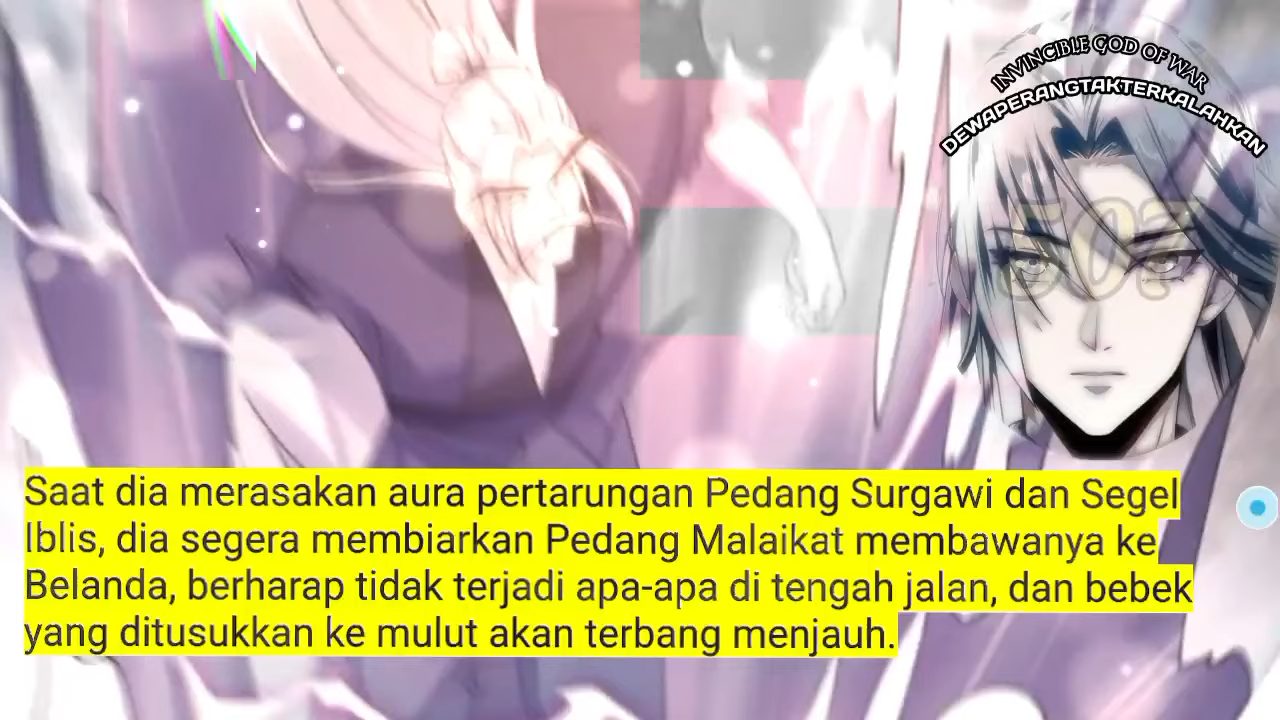 INVINCIBLE GOD OF WAR
DEWAPERANGTAKTERKALAHKAN
507
Saat dia merasakan aura pertarungan Pedang Surgawi dan Segel
Iblis, dia segera membiarkan Pedang Malaikat membawanya ke
Belanda, berharap tidak terjadi apa-apa di tengah jalan, dan bebek
yang ditusukkan ke mulut akan terbang menjauh.